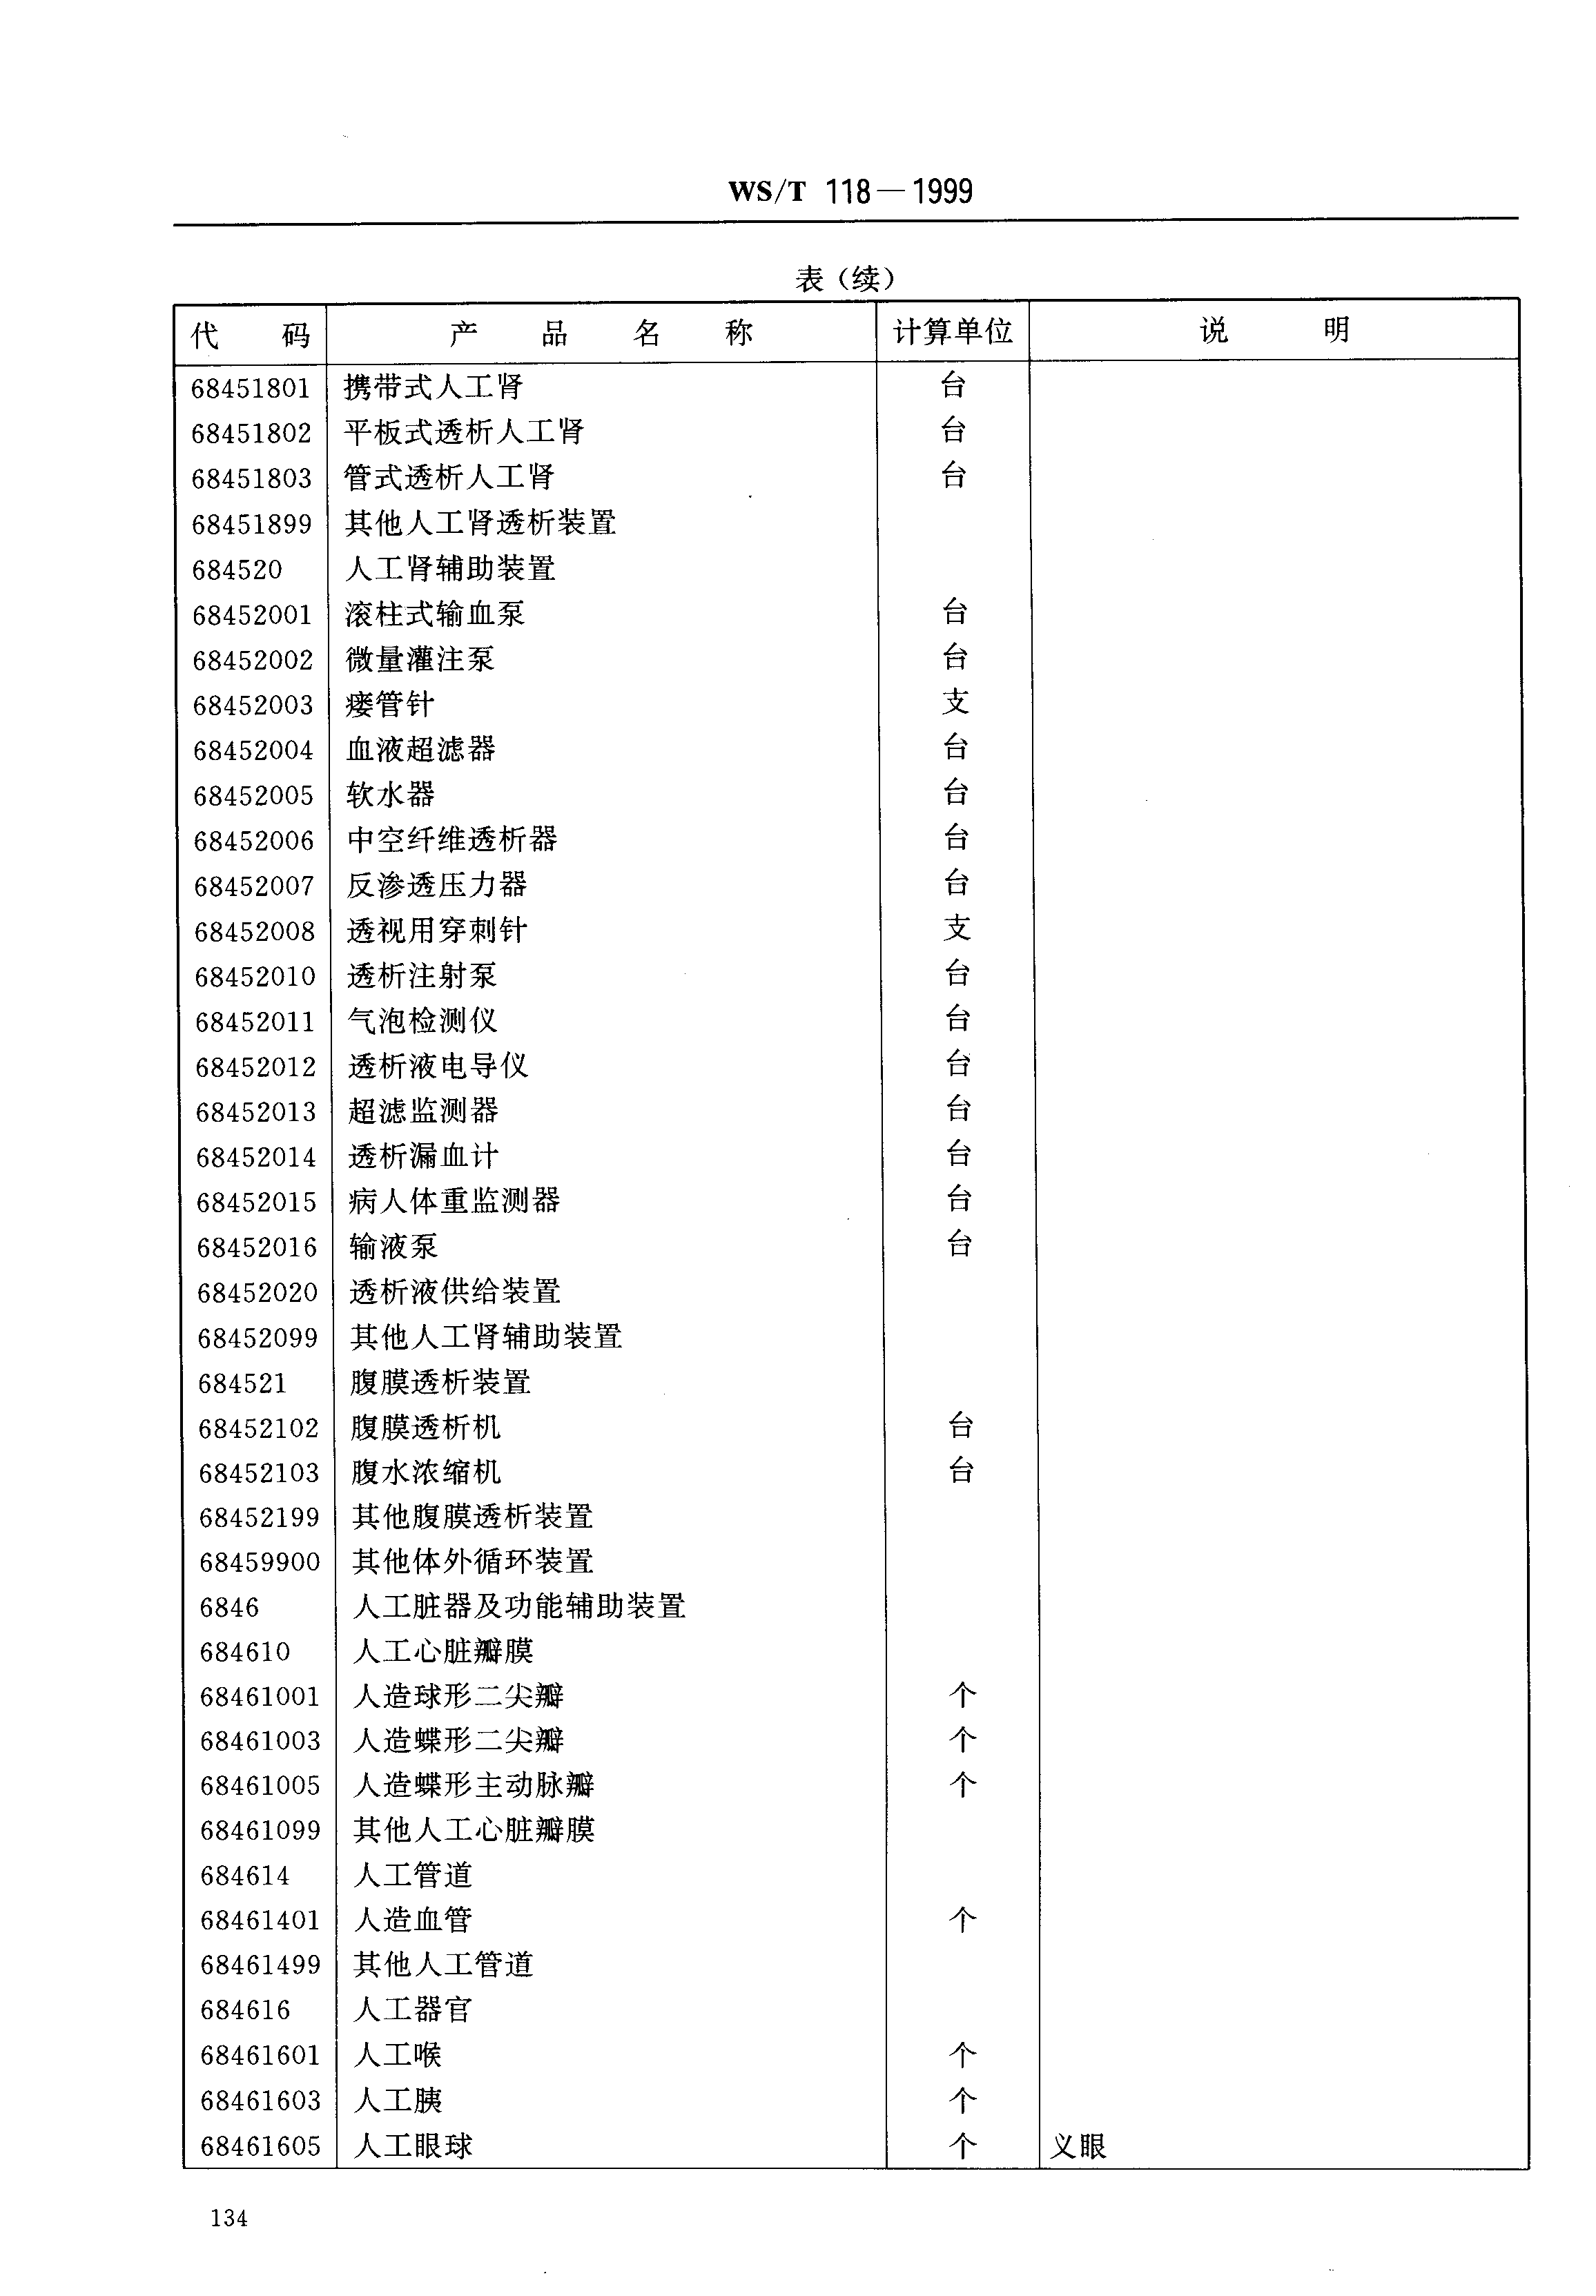 WS/T 118—1999
表（续）
代 码 产 品 名 称 计算单位 说 明
68451801 携带式人工肾 台
68451802 平板式透析人工肾 台
68451803 管式透析人工肾 台
68451899 其他人工肾透析装置
684520 人工肾辅助装置
68452001 滚柱式输血泵 台
68452002 微量灌注泵 台
68452003 瘘管针 支
68452004 血液超滤器 台
68452005 软水器 台
68452006 中空纤维透析器 台
68452007 反渗透压力器 台
68452008 透视用穿刺针 支
68452010 透析注射泵 台
68452011 气泡检测仪 台
68452012 透析液电导仪 台
68452013 超滤监测器 台
68452014 透析漏血计 台
68452015 病人体重监测器 台
68452016 输液泵 台
68452020 透析液供给装置
68452099 其他人工肾辅助装置
684521 腹膜透析装置
68452102 腹膜透析机 台
68452103 腹水浓缩机 台
68452199 其他腹膜透析装置
68459900 其他体外循环装置
6846 人工脏器及功能辅助装置
684610 人工心脏瓣膜
68461001 人造球形二尖瓣 个
68461003 人造蝶形二尖瓣 个
68461005 人造蝶形主动脉瓣 个
68461099 其他人工心脏瓣膜
684614 人工管道
68461401 人造血管 个
68461499 其他人工管道
684616 人工器官
68461601 人工喉 个
68461603 人工胰 个
68461605 人工眼球 个 义眼
134